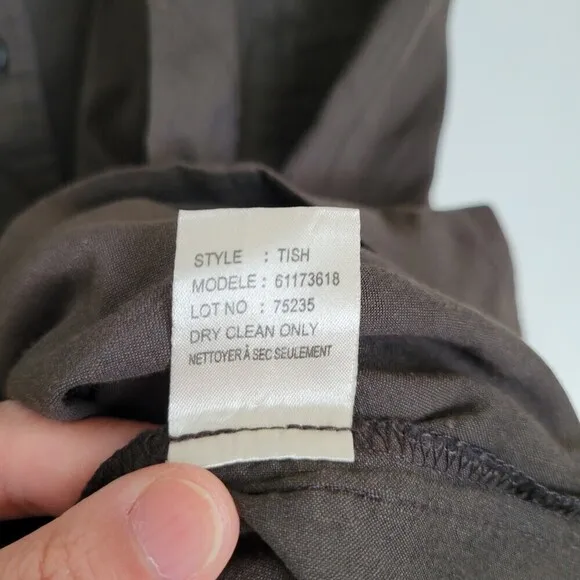 STYLE : TISH
MODELE : 61173618
LOT NO : 75235
DRY CLEAN ONLY
NETTOYER À SEC SEULEMENT